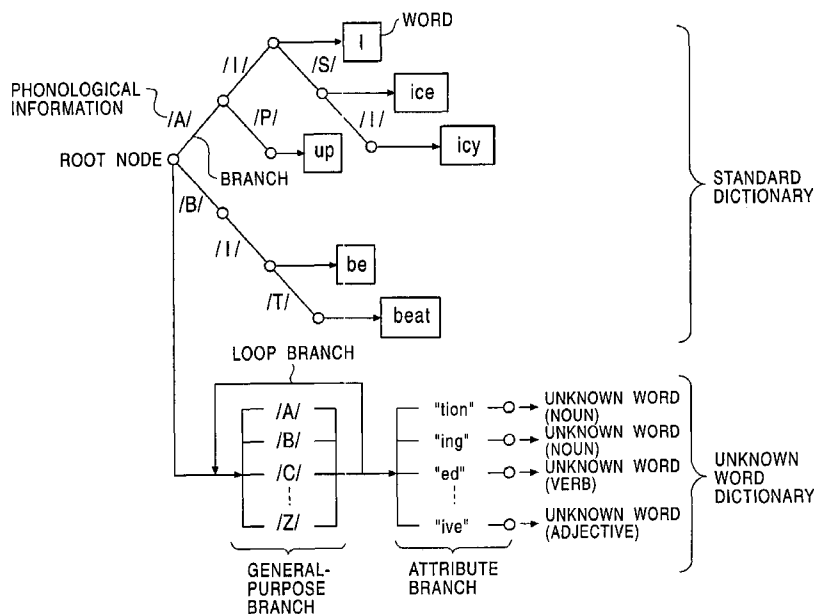 WORD
I
/I/
/S/
PHONOLOGICAL
INFORMATION
/A/
/P/
ice
/I/
ROOT NODE
up
icy
BRANCH
STANDARD
DICTIONARY
/B/
/I/
be
/T/
beat
LOOP BRANCH
/A/
"tion"
UNKNOWN WORD
(NOUN)
/B/
"ing"
UNKNOWN WORD
(NOUN)
/C/
"ed"
UNKNOWN WORD
(VERB)
UNKNOWN
WORD
DICTIONARY
/Z/
"ive"
UNKNOWN WORD
(ADJECTIVE)
GENERAL-
PURPOSE
BRANCH
ATTRIBUTE
BRANCH